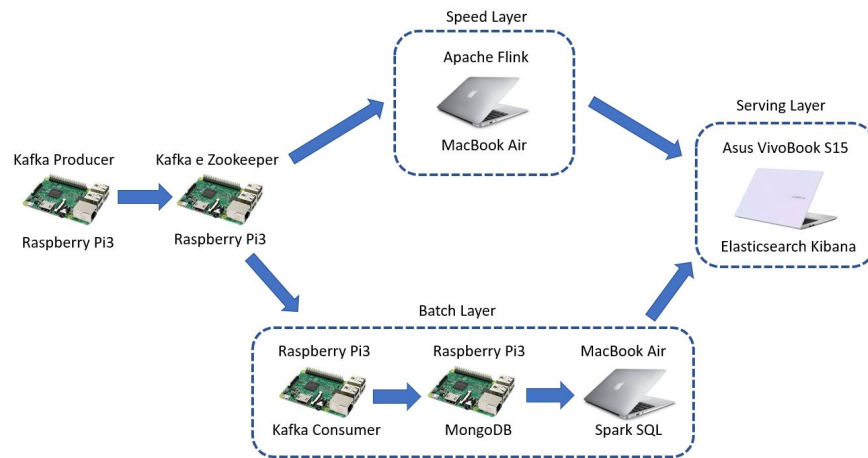 Speed Layer
Apache Flink
MacBook Air
Serving Layer
Asus VivoBook S15
Elasticsearch Kibana
Kafka Producer
Raspberry Pi3
Kafka e Zookeeper
Raspberry Pi3
Batch Layer
Raspberry Pi3
Kafka Consumer
Raspberry Pi3
MongoDB
MacBook Air
Spark SQL